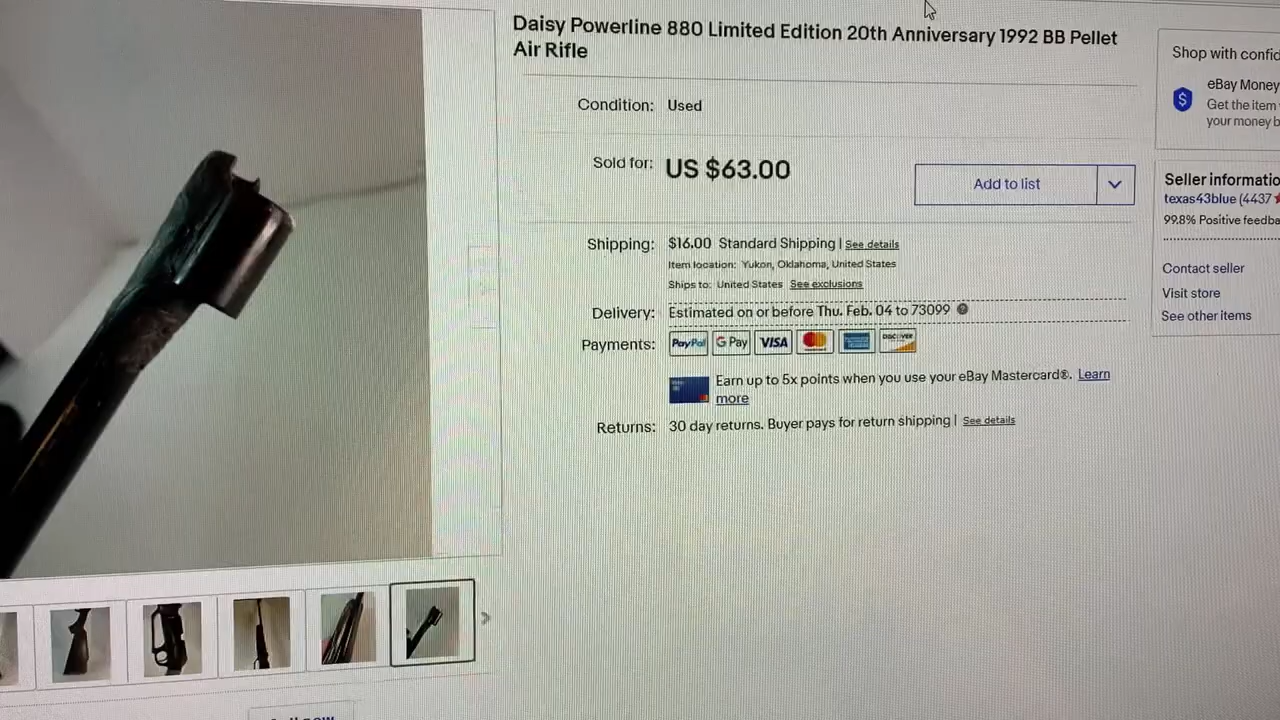 Daisy Powerline 880 Limited Edition 20th Anniversary 1992 BB Pellet
Air Rifle
Condition: Used
Sold for: US $63.00
Add to list
Shipping: $16.00 Standard Shipping | See details
Item location: Yukon, Oklahoma, United States
Ships to: United States See exclusions
Delivery: Estimated on or before Thu. Feb. 04 to 73099
Payments: PayPal G Pay VISA DISCOVER
Earn up to 5x points when you use your eBay Mastercard®. Learn
more
Returns: 30 day returns. Buyer pays for return shipping | See details
Shop with confid
eBay Money
Get the item
your money b
Seller informatio
texas43blue (4437
99.8% Positive feedba
Contact seller
Visit store
See other items